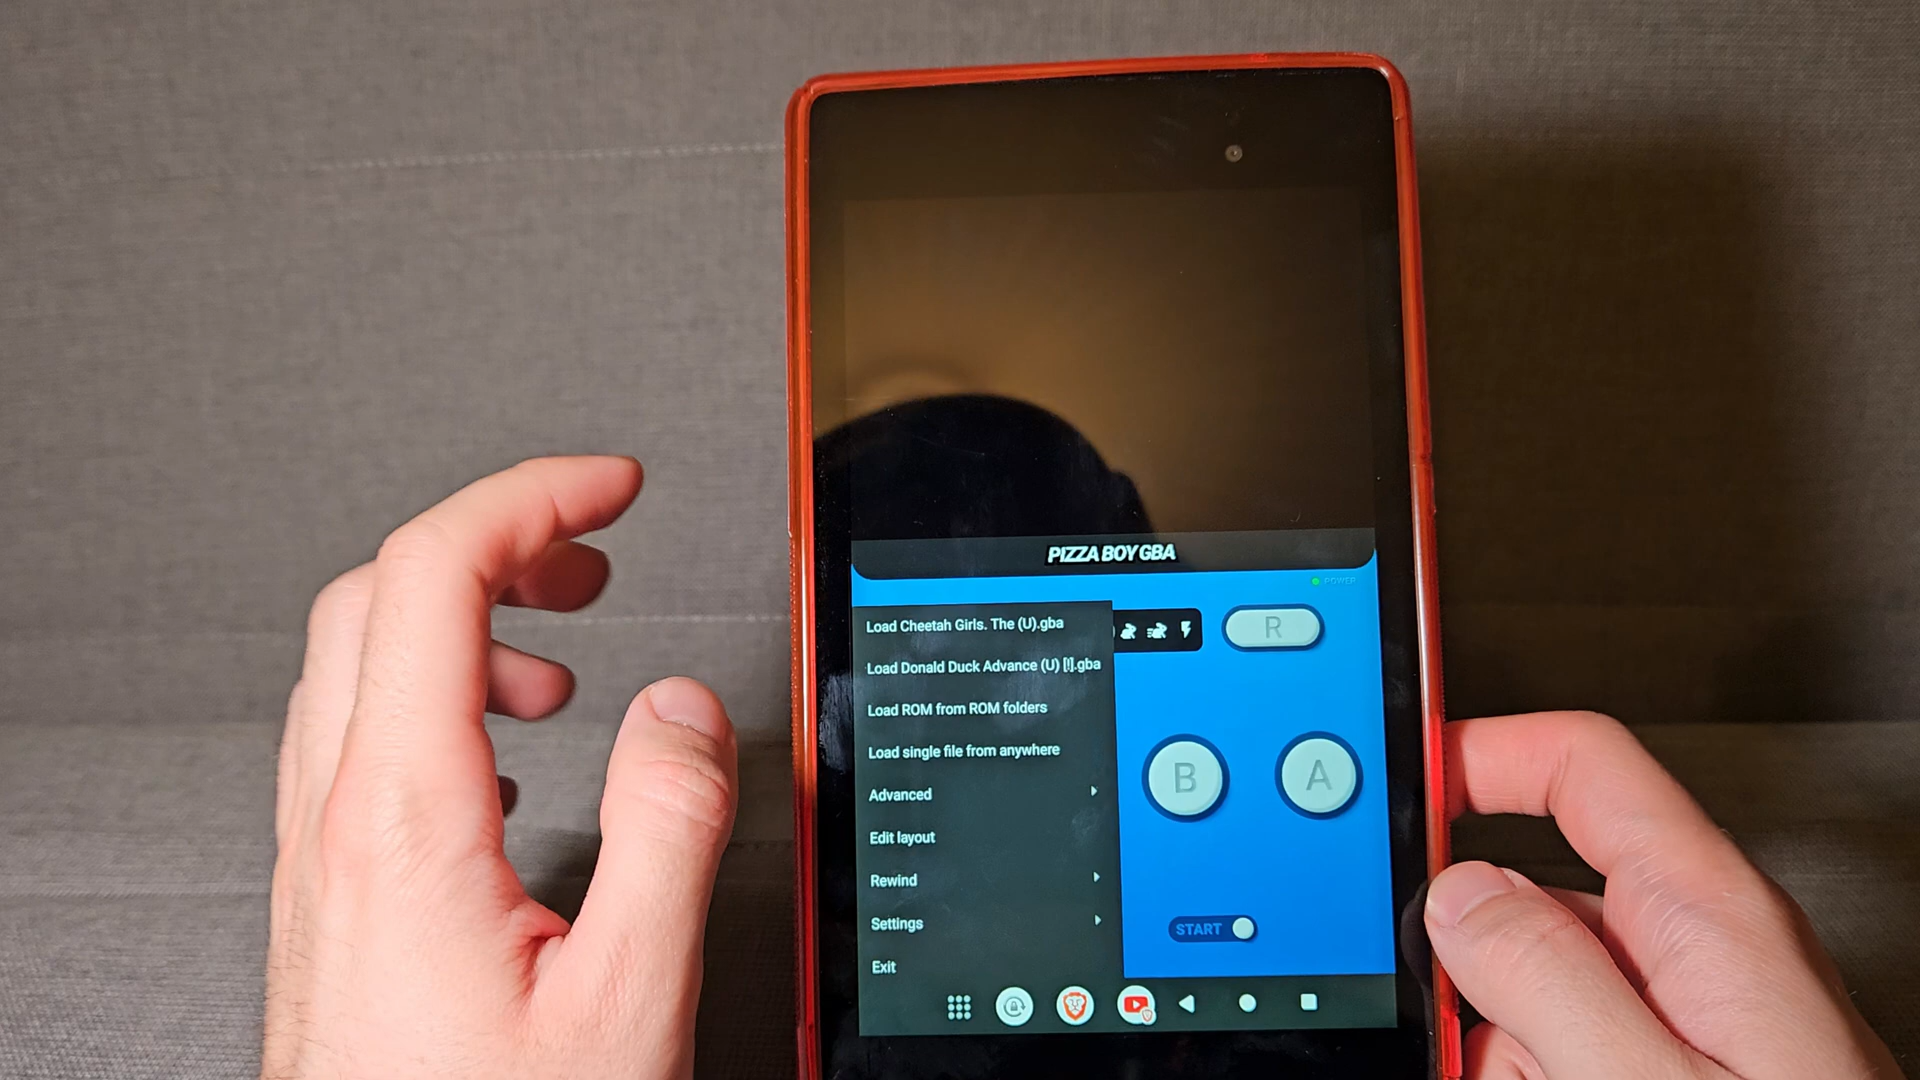 PIZZA BOY GBA
POWER
Load Cheetah Girls. The (U).gba
R
Load Donald Duck Advance (U) [!].gba
Load ROM from ROM folders
Load single file from anywhere
B
A
Advanced
Edit layout
Rewind
Settings
START
Exit